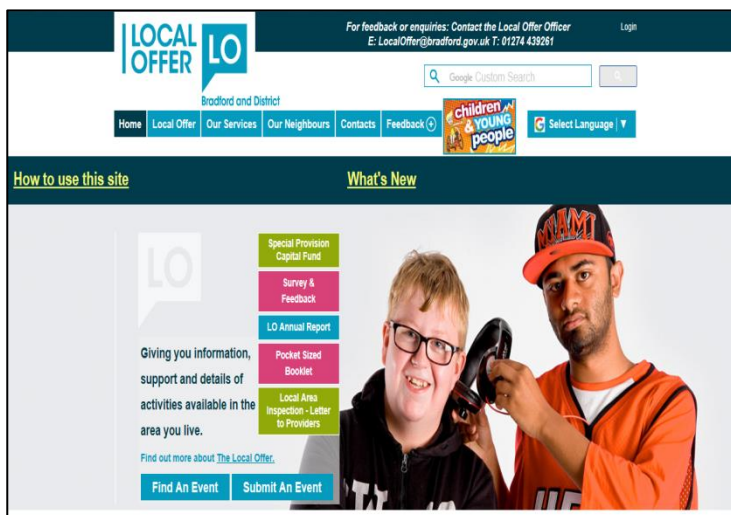 For feedback or enquiries: Contact the Local Offer Officer
E: LocalOffer@bradford.gov.uk T: 01274 439261
Login
LOCAL
OFFER
LO
Bradford and District
Google Custom Search
Home
Local Offer
Our Services
Our Neighbours
Contacts
Feedback
children
& YOUNG
people
G Select Language
How to use this site
What's New
LO
Giving you information,
support and details of
activities available in the
area you live.
Find out more about The Local Offer.
Find An Event
Submit An Event
Special Provision
Capital Fund
Survey &
Feedback
LO Annual Report
Pocket Sized
Booklet
Local Area
Inspection - Letter
to Providers
MIAMI